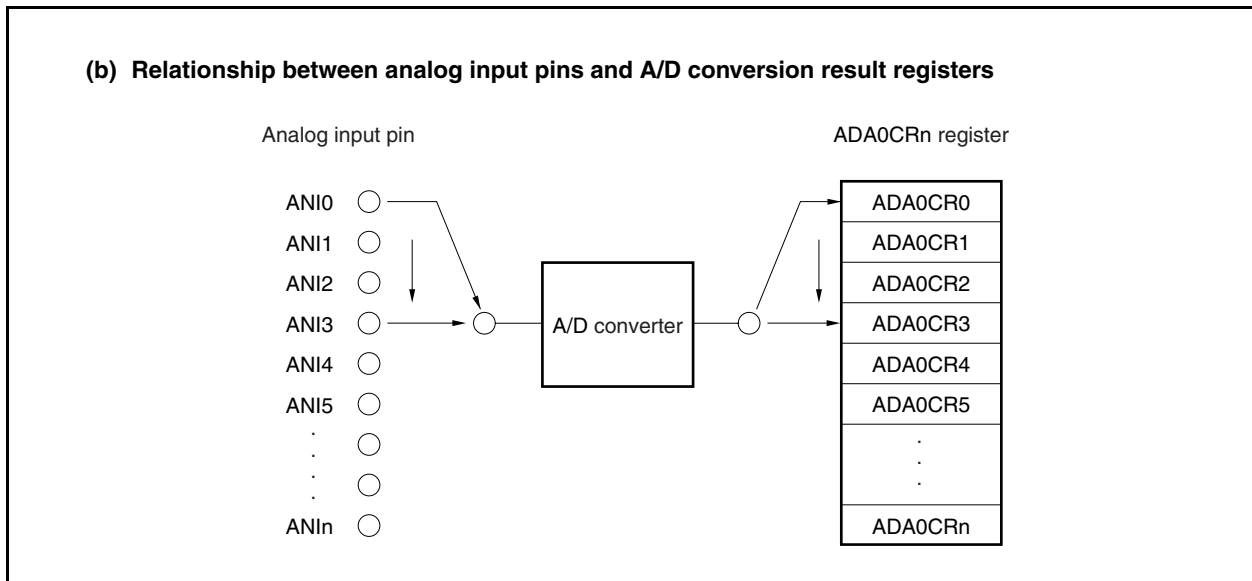 (b) Relationship between analog input pins and A/D conversion result registers
Analog input pin
ADA0CRn register
ANI0
ANI1
ANI2
ANI3
ANI4
ANI5
.
.
.
.
ANIn
A/D converter
ADA0CR0
ADA0CR1
ADA0CR2
ADA0CR3
ADA0CR4
ADA0CR5
.
.
.
ADA0CRn